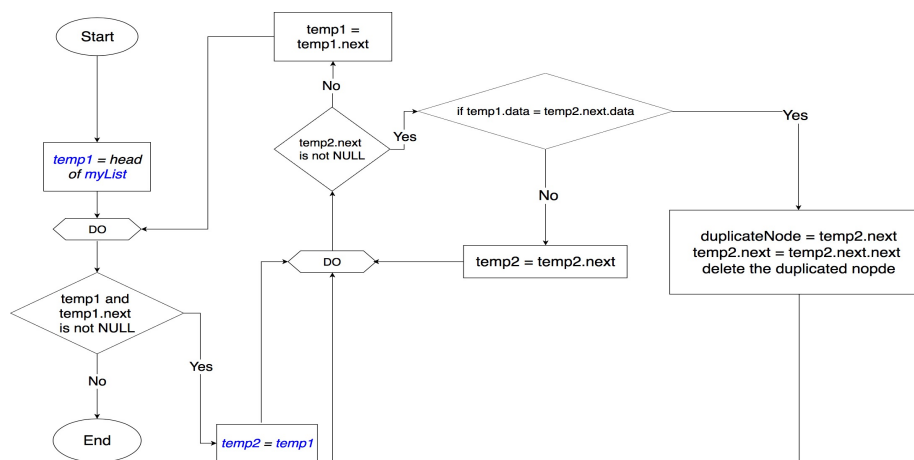 Start
temp1 = head
of myList
DO
temp1 and
temp1.next
is not NULL
No
End
Yes
temp2 = temp1
temp1 =
temp1.next
No
temp2.next
is not NULL
Yes
DO
if temp1.data = temp2.next.data
No
temp2 = temp2.next
Yes
duplicateNode = temp2.next
temp2.next = temp2.next.next
delete the duplicated nopde